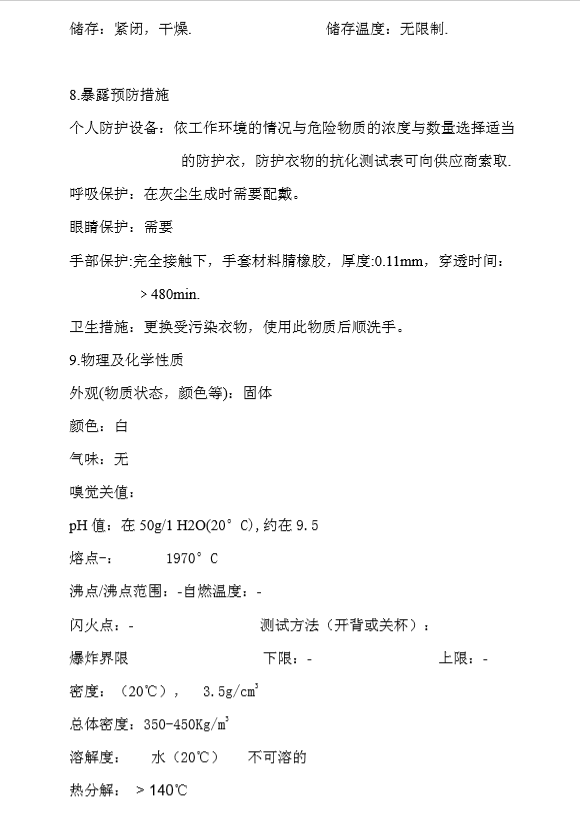 储存：紧闭，干燥. 储存温度：无限制.
8.暴露预防措施
个人防护设备：依工作环境的情况与危险物质的浓度与数量选择适当
的防护衣，防护衣物的抗化测试表可向供应商索取.
呼吸保护：在灰尘生成时需要配戴。
眼睛保护：需要
手部保护:完全接触下，手套材料腈橡胶，厚度:0.11mm，穿透时间：
＞480min.
卫生措施：更换受污染衣物，使用此物质后顺洗手。
9.物理及化学性质
外观(物质状态，颜色等)：固体
颜色：白
气味：无
嗅觉关值：
pH 值：在 50g/1 H2O(20°C),约在 9.5
熔点-： 1970°C
沸点/沸点范围：-自燃温度：-
闪火点：- 测试方法（开背或关杯）：
爆炸界限 下限：- 上限：-
密度：（20℃）， 3.5g/cm³
总体密度：350-450Kg/m³
溶解度： 水（20℃） 不可溶的
热分解： ＞140℃